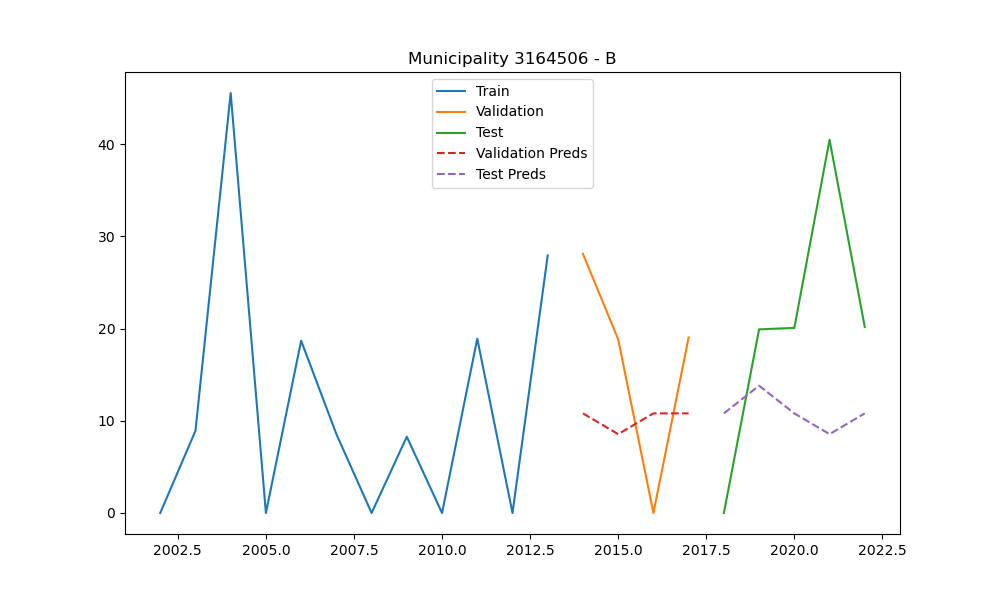 Municipality 3164506 - B
Train
Validation
Test
Validation Preds
Test Preds
40
30
20
10
0
2002.5 2005.0 2007.5 2010.0 2012.5 2015.0 2017.5 2020.0 2022.5